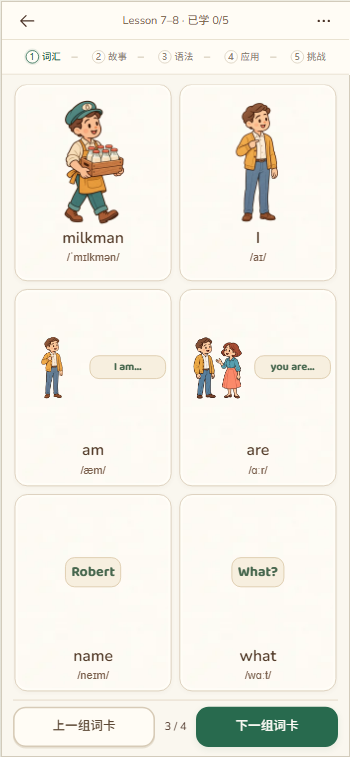 Lesson 7–8 · 已学 0/5
1 词汇 – 2 故事 – 3 语法 – 4 应用 – 5 挑战
milkman
/ˈmɪlkmən/
I
/aɪ/
I am...
am
/æm/
you are...
are
/ɑːr/
Robert
name
/neɪm/
What?
what
/wɑːt/
上一组词卡
3 / 4
下一组词卡